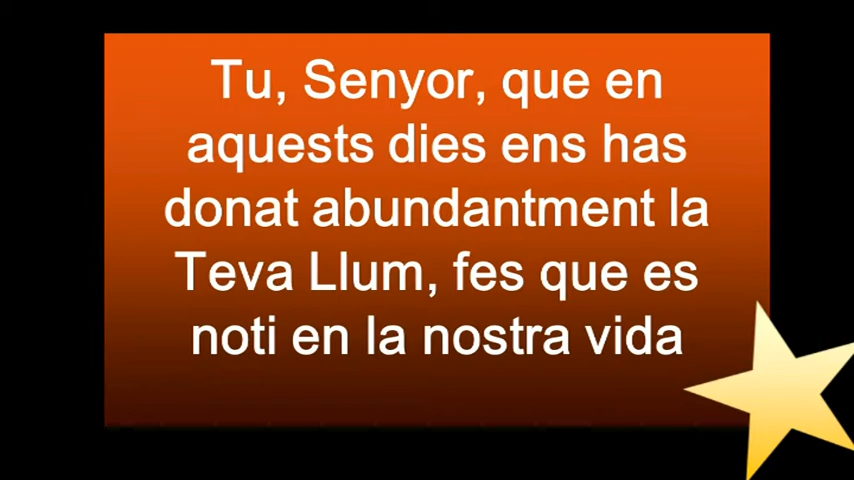 Tu, Senyor, que en
aquests dies ens has
donat abundantment la
Teva Llum, fes que es
noti en la nostra vida